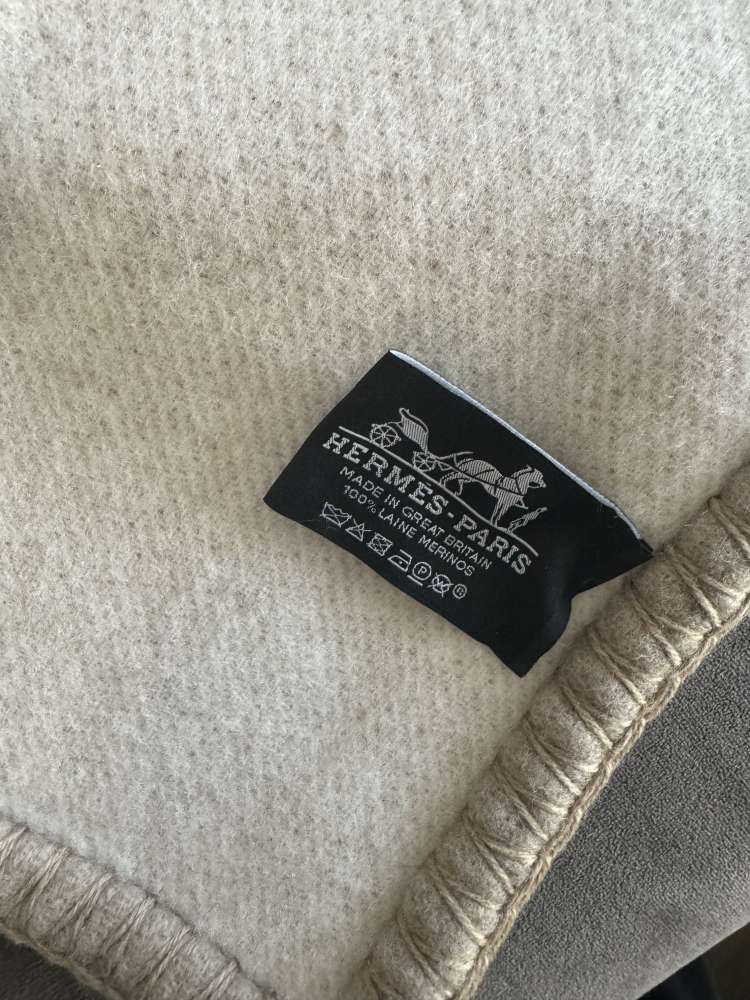 HERMES-PARIS
MADE IN GREAT BRITAIN
100% LAINE MERINOS
P ®